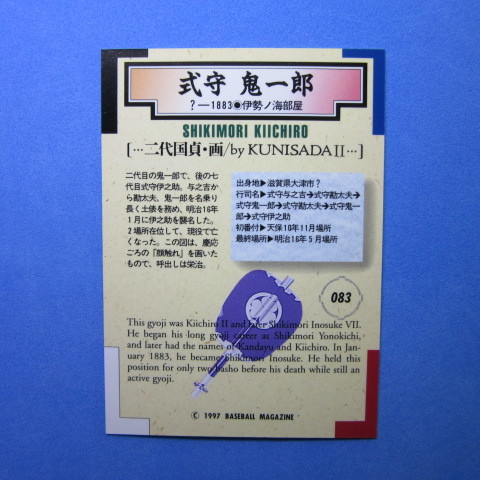 式守 鬼一郎
?―1883●伊勢ノ海部屋
SHIKIMORI KIICHIRO
[…二代国貞・画/by KUNISADA II…]
二代目の鬼一郎で、後の七
代目式守伊之助。与之吉か
ら勘太夫、鬼一郎を名乗り
長く土俵を務め、明治16年
1月に伊之助を襲名した。
2場所在位して、現役で亡
くなった。この図は、慶応
ごろの「顔触れ」を画いた
もので、呼出しは栄治。
出身地▶滋賀県大津市?
行司名▶式守与之吉→式守勘太夫→
式守鬼一郎→式守勘太夫→式守鬼一
郎→式守伊之助
初番付▶天保10年11月場所
最終場所▶明治16年5月場所
083
This gyoji was Kiichiro II and later Shikimori Inosuke VII.
He began his long gyoji career as Shikimori Yonokichi,
and later had the names of Kandayu and Kiichiro. In Jan-
uary 1883, he became Shikimori Inosuke. He held this
position for only two basho before his death while still an
active gyoji.
© 1997 BASEBALL MAGAZINE